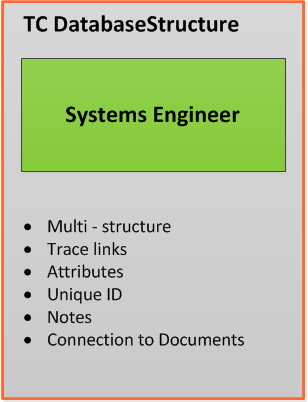 TC DatabaseStructure
Systems Engineer
• Multi - structure
• Trace links
• Attributes
• Unique ID
• Notes
• Connection to Documents